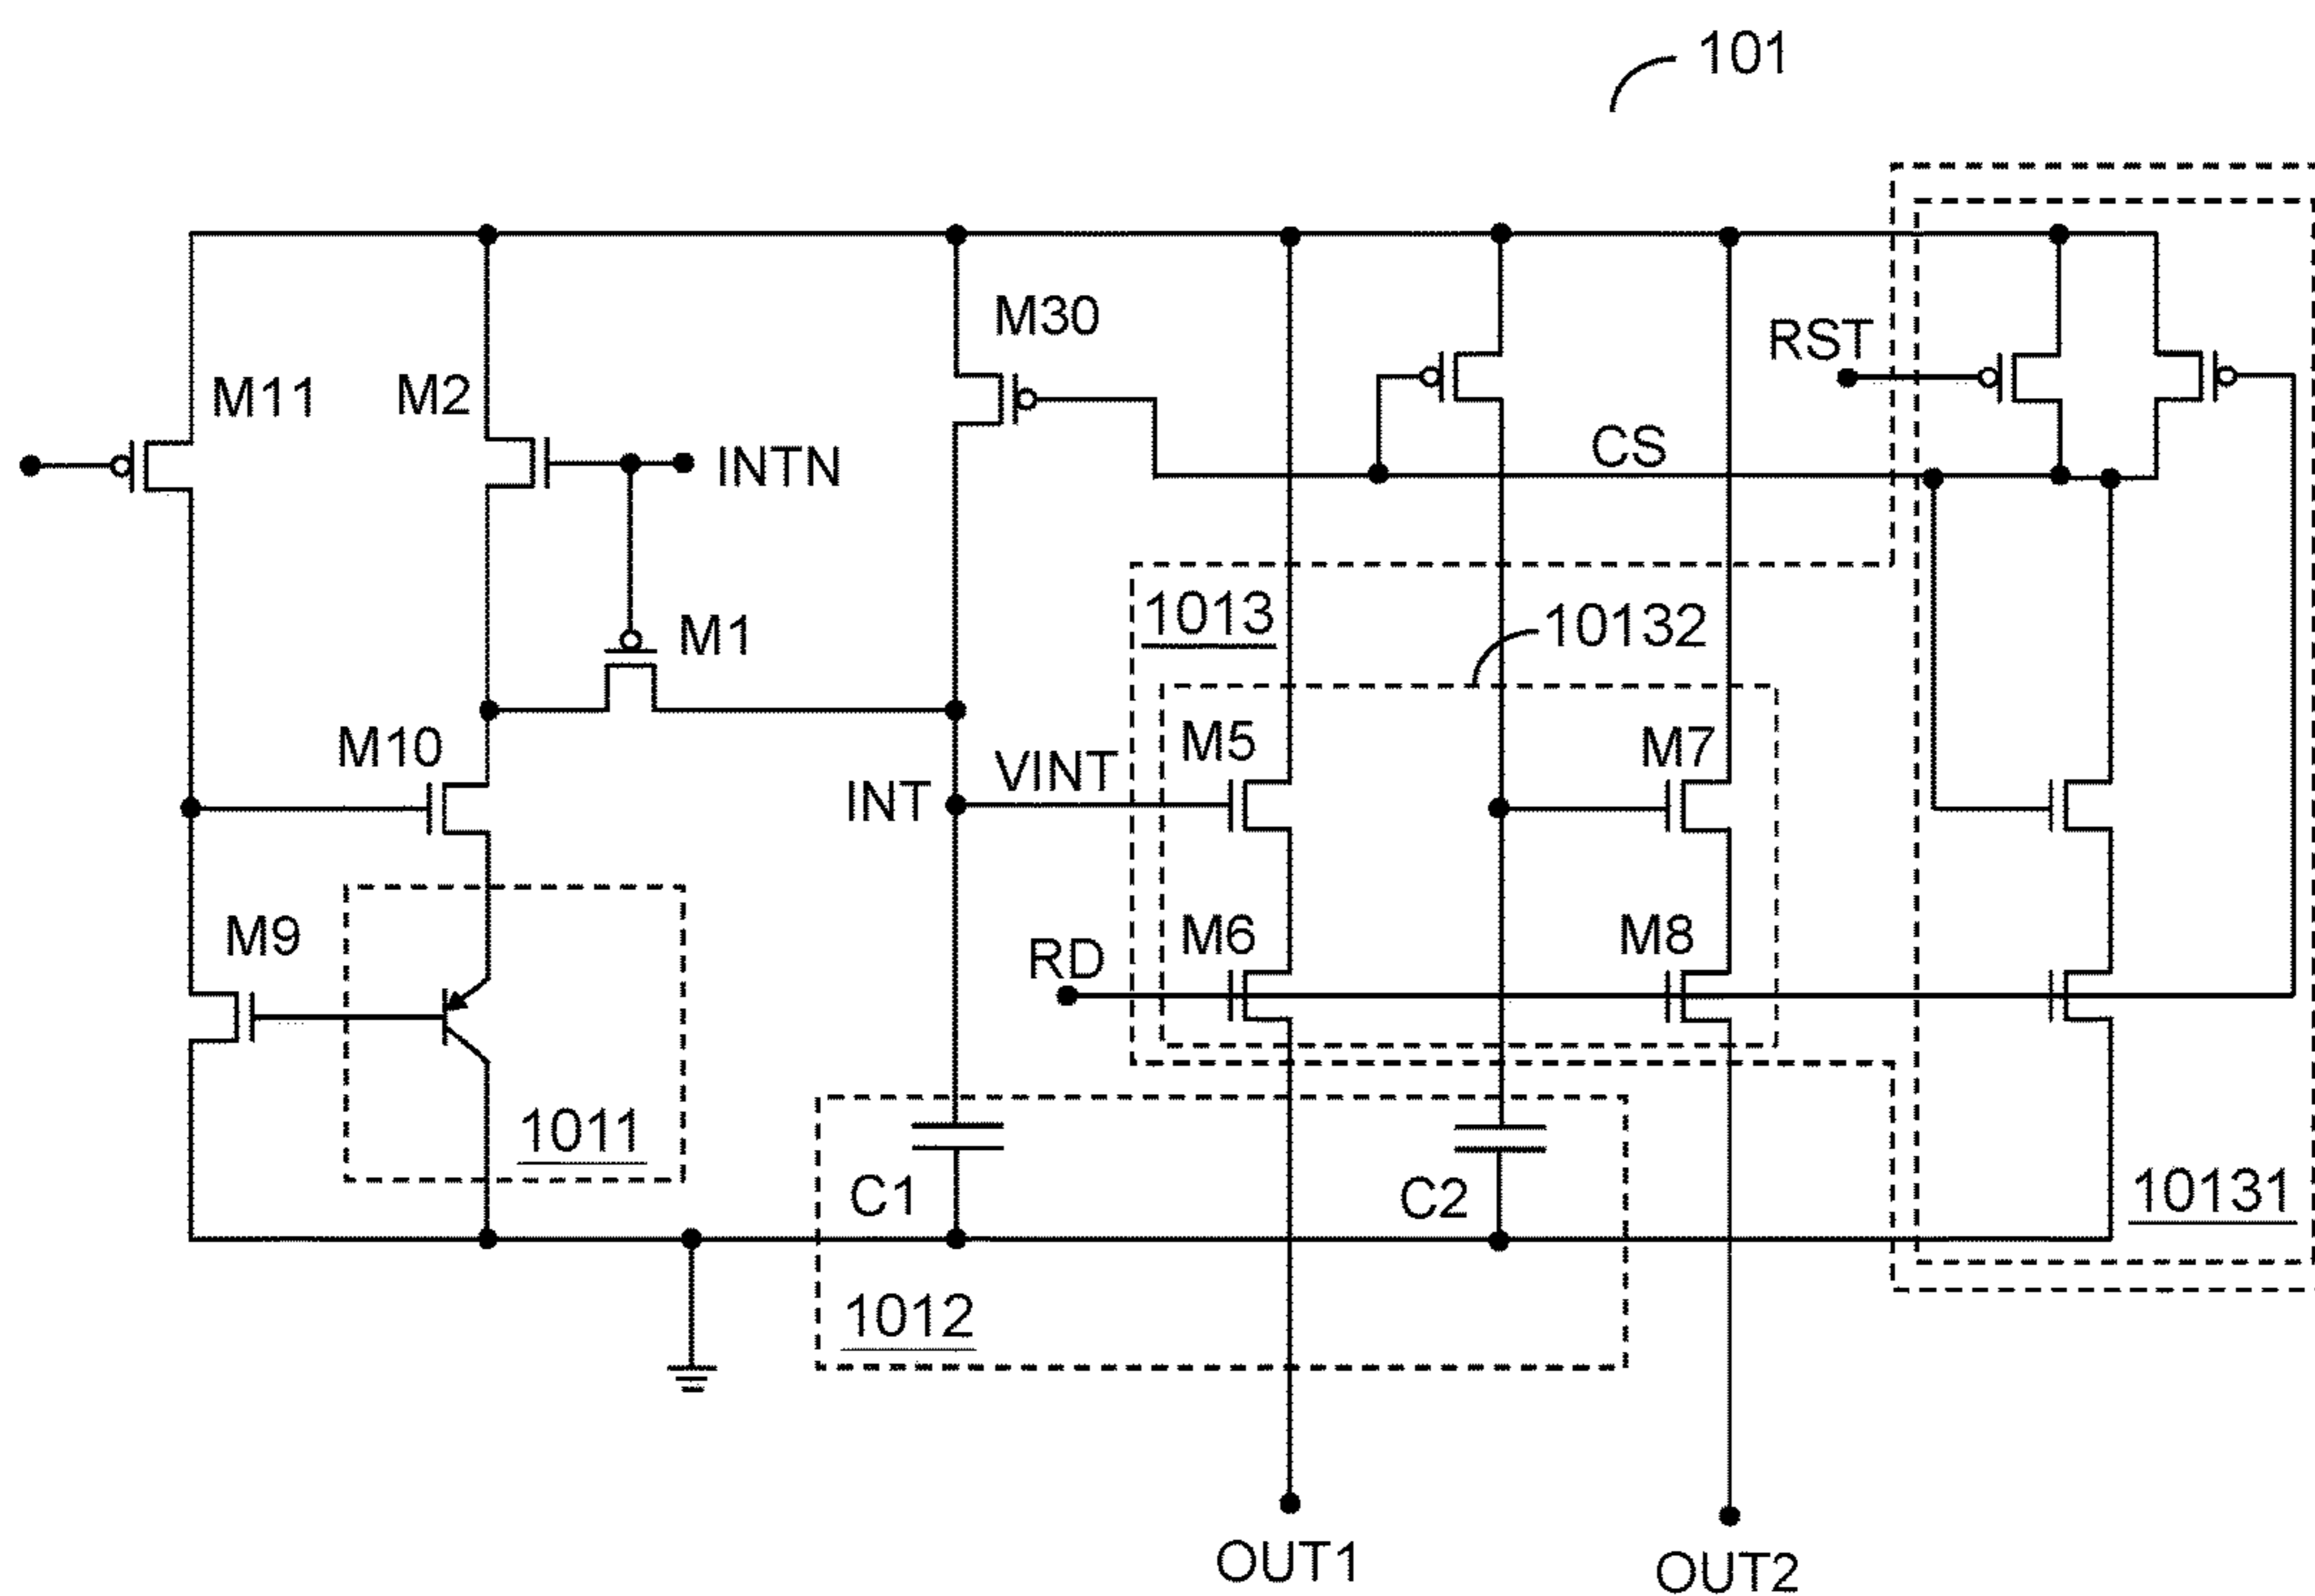 101
M30
RST
M11
M2
CS
INTN
1013
10132
M1
M5
M7
M10
VINT
INT
M9
M6
M8
RD
1011
C1
C2
10131
1012
OUT1
OUT2